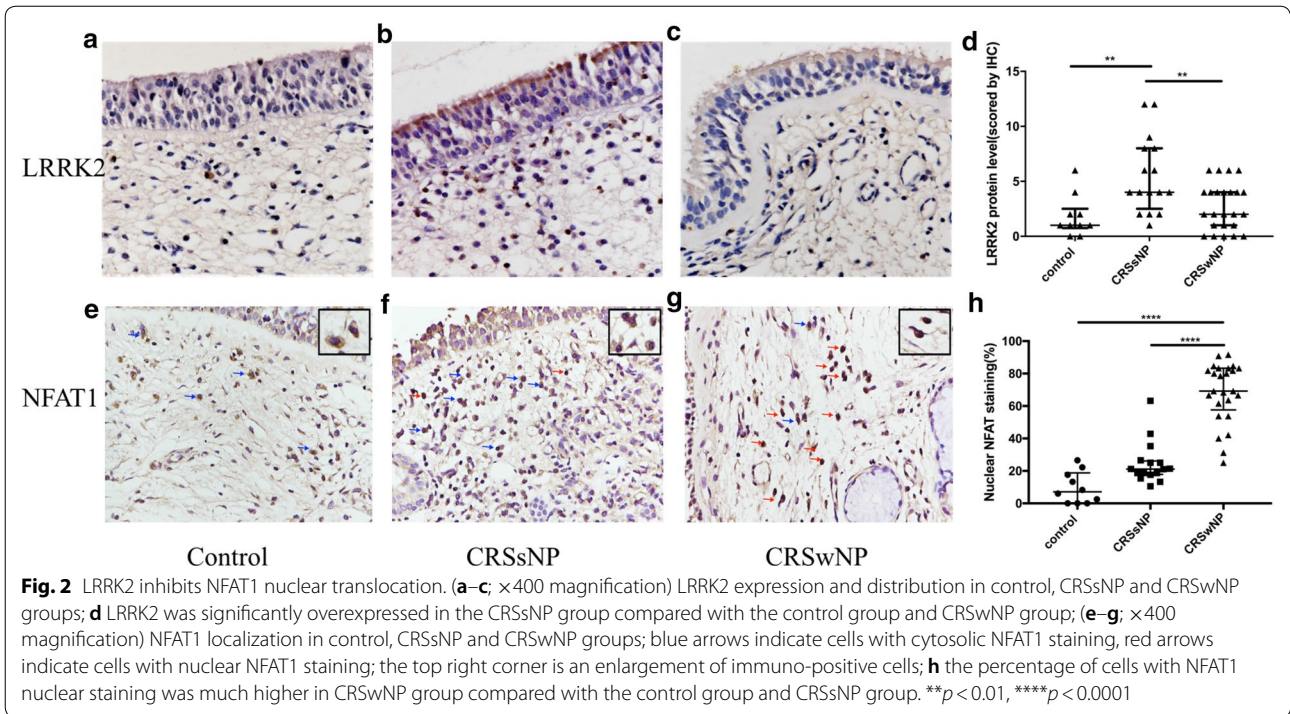 a
b
c
d
LRRK2
LRRK2 protein level(scored by IHC)
15
10
5
0
**
**
control
CRSsNP
CRSwNP
e
f
g
h
NFAT1
Nuclear NFAT staining(%)
100
80
60
40
20
0
****
****
control
CRSsNP
CRSwNP
Control
CRSsNP
CRSwNP
Fig. 2 LRRK2 inhibits NFAT1 nuclear translocation. (a–c; ×400 magnification) LRRK2 expression and distribution in control, CRSsNP and CRSwNP
groups; d LRRK2 was significantly overexpressed in the CRSsNP group compared with the control group and CRSwNP group; (e–g; ×400
magnification) NFAT1 localization in control, CRSsNP and CRSwNP groups; blue arrows indicate cells with cytosolic NFAT1 staining, red arrows
indicate cells with nuclear NFAT1 staining; the top right corner is an enlargement of immuno-positive cells; h the percentage of cells with NFAT1
nuclear staining was much higher in CRSwNP group compared with the control group and CRSsNP group. **p < 0.01, ****p < 0.0001